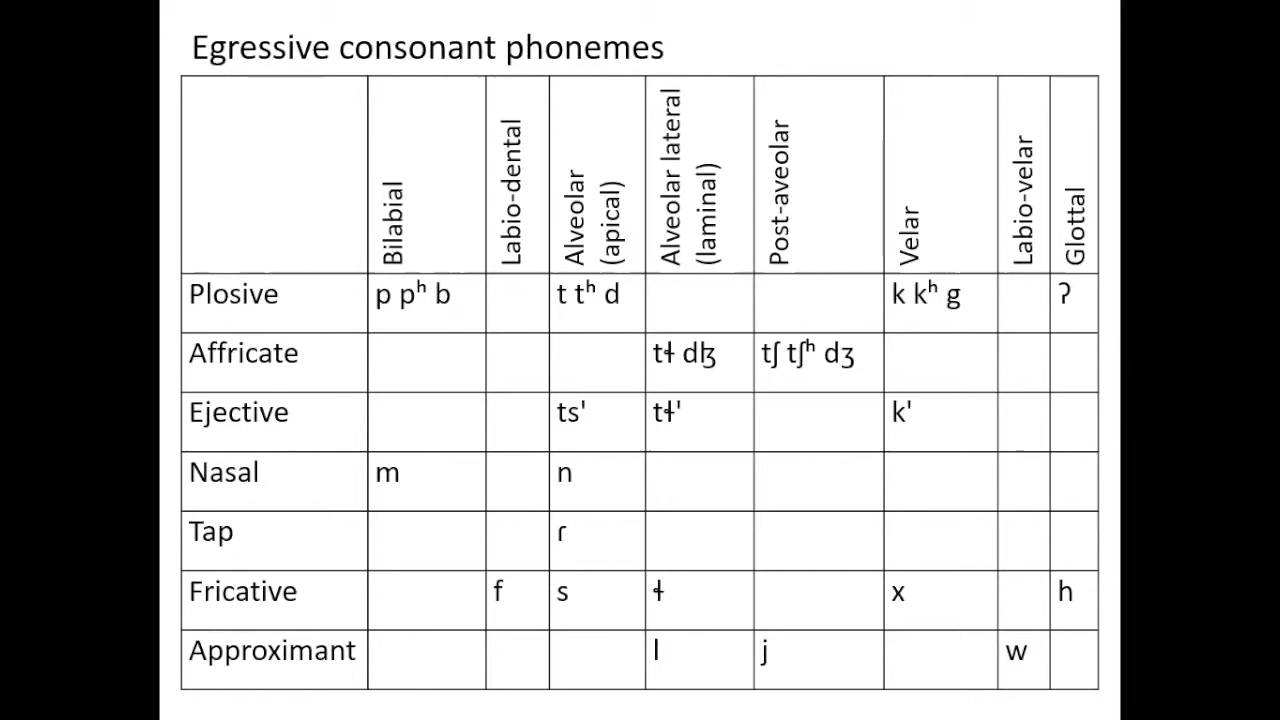 Egressive consonant phonemes
Bilabial Labio-dental Alveolar (apical) Alveolar lateral (laminal) Post-aveolar Velar Labio-velar Glottal
Plosive p pʰ b t tʰ d k kʰ g ʔ
Affricate tɬ dɮ tʃ tʃʰ dʒ
Ejective ts' tɬ' k'
Nasal m n
Tap ɾ
Fricative f s ɬ x h
Approximant l j w